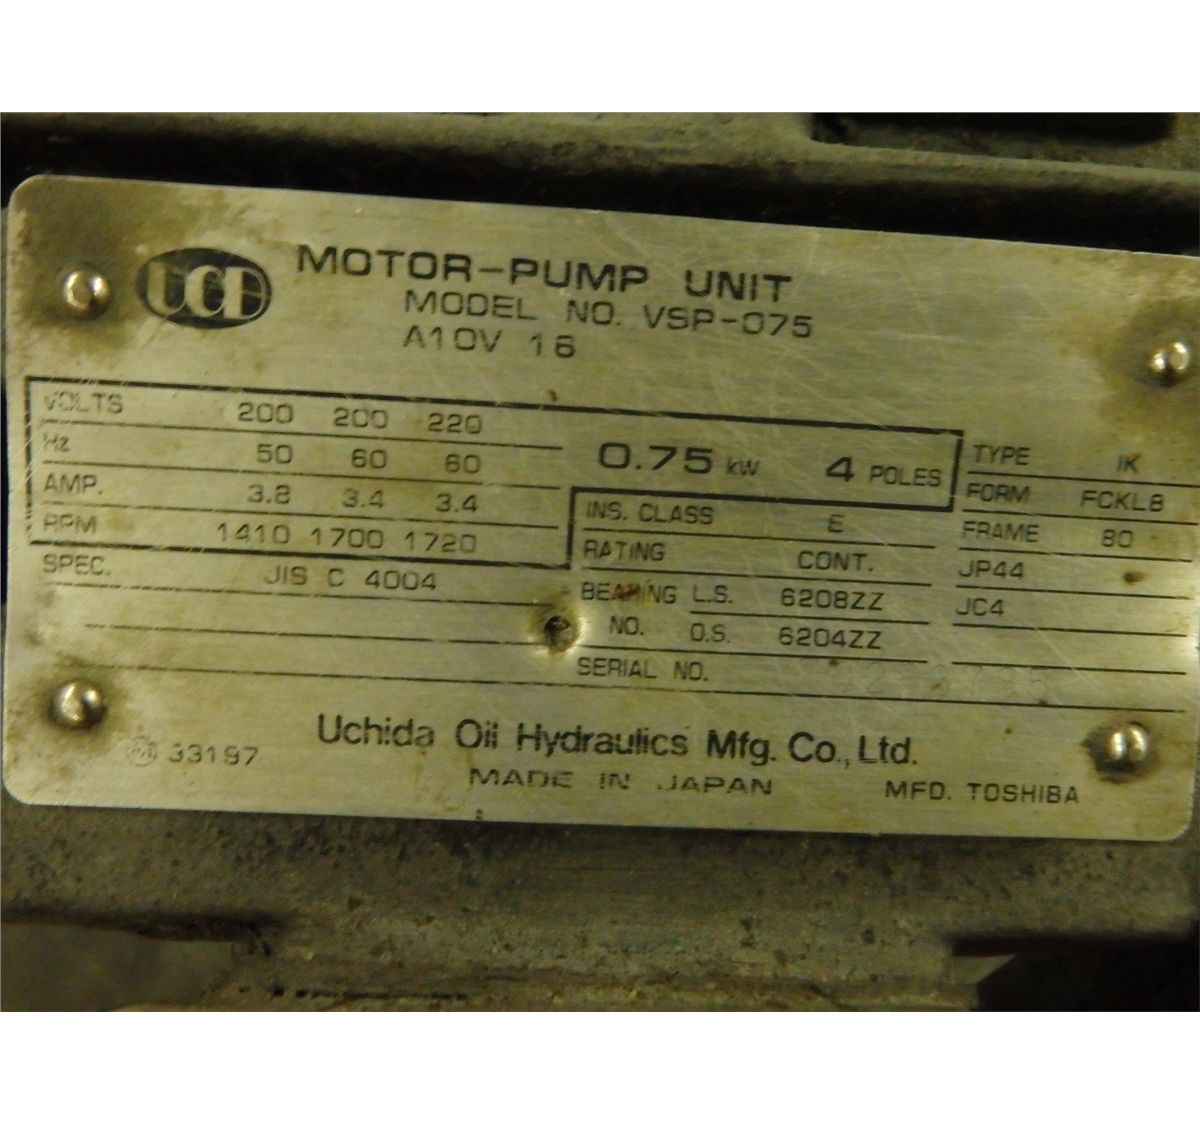 UCD
MOTOR-PUMP UNIT
MODEL NO. VSP-075
A10V 16
VOLTS 200 200 220
Hz 50 60 60
AMP. 3.8 3.4 3.4
RPM 1410 1700 1720
SPEC. JIS C 4004
0.75 kW 4 POLES
INS. CLASS E
RATING CONT.
BEARING L.S. 6208ZZ
NO. O.S. 6204ZZ
SERIAL NO.
TYPE IK
FORM FCKL8
FRAME 80
JP44
JC4
33197
Uchida Oil Hydraulics Mfg. Co., Ltd.
MADE IN JAPAN
MFD. TOSHIBA